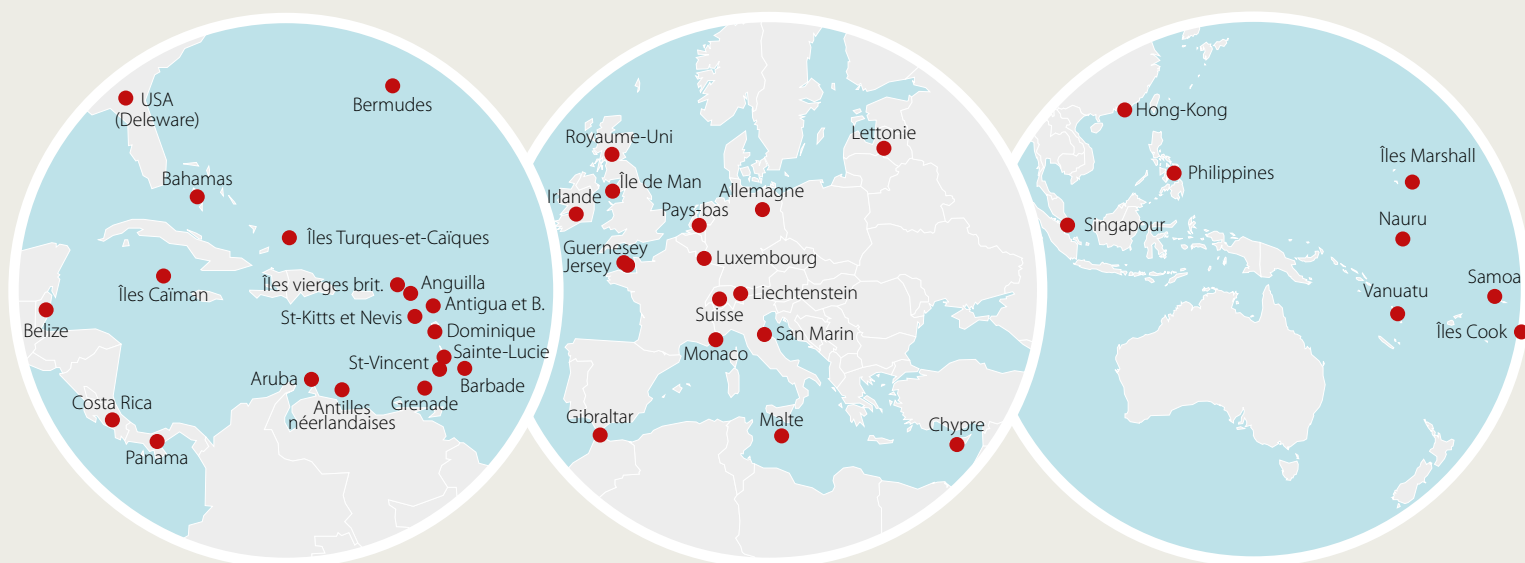 USA
(Deleware)
Bermudes
Bahamas
Îles Turques-et-Caïques
Îles Caïman
Îles vierges brit.
Anguilla
Antigua et B.
St-Kitts et Nevis
Belize
Dominique
Sainte-Lucie
St-Vincent
Barbade
Aruba
Grenade
Antilles
néerlandaises
Costa Rica
Panama
Royaume-Uni
Lettonie
Île de Man
Irlande
Allemagne
Pays-bas
Guernesey
Jersey
Luxembourg
Liechtenstein
Suisse
San Marin
Monaco
Gibraltar
Malte
Chypre
Hong-Kong
Îles Marshall
Philippines
Singapour
Nauru
Samoa
Vanuatu
Îles Cook